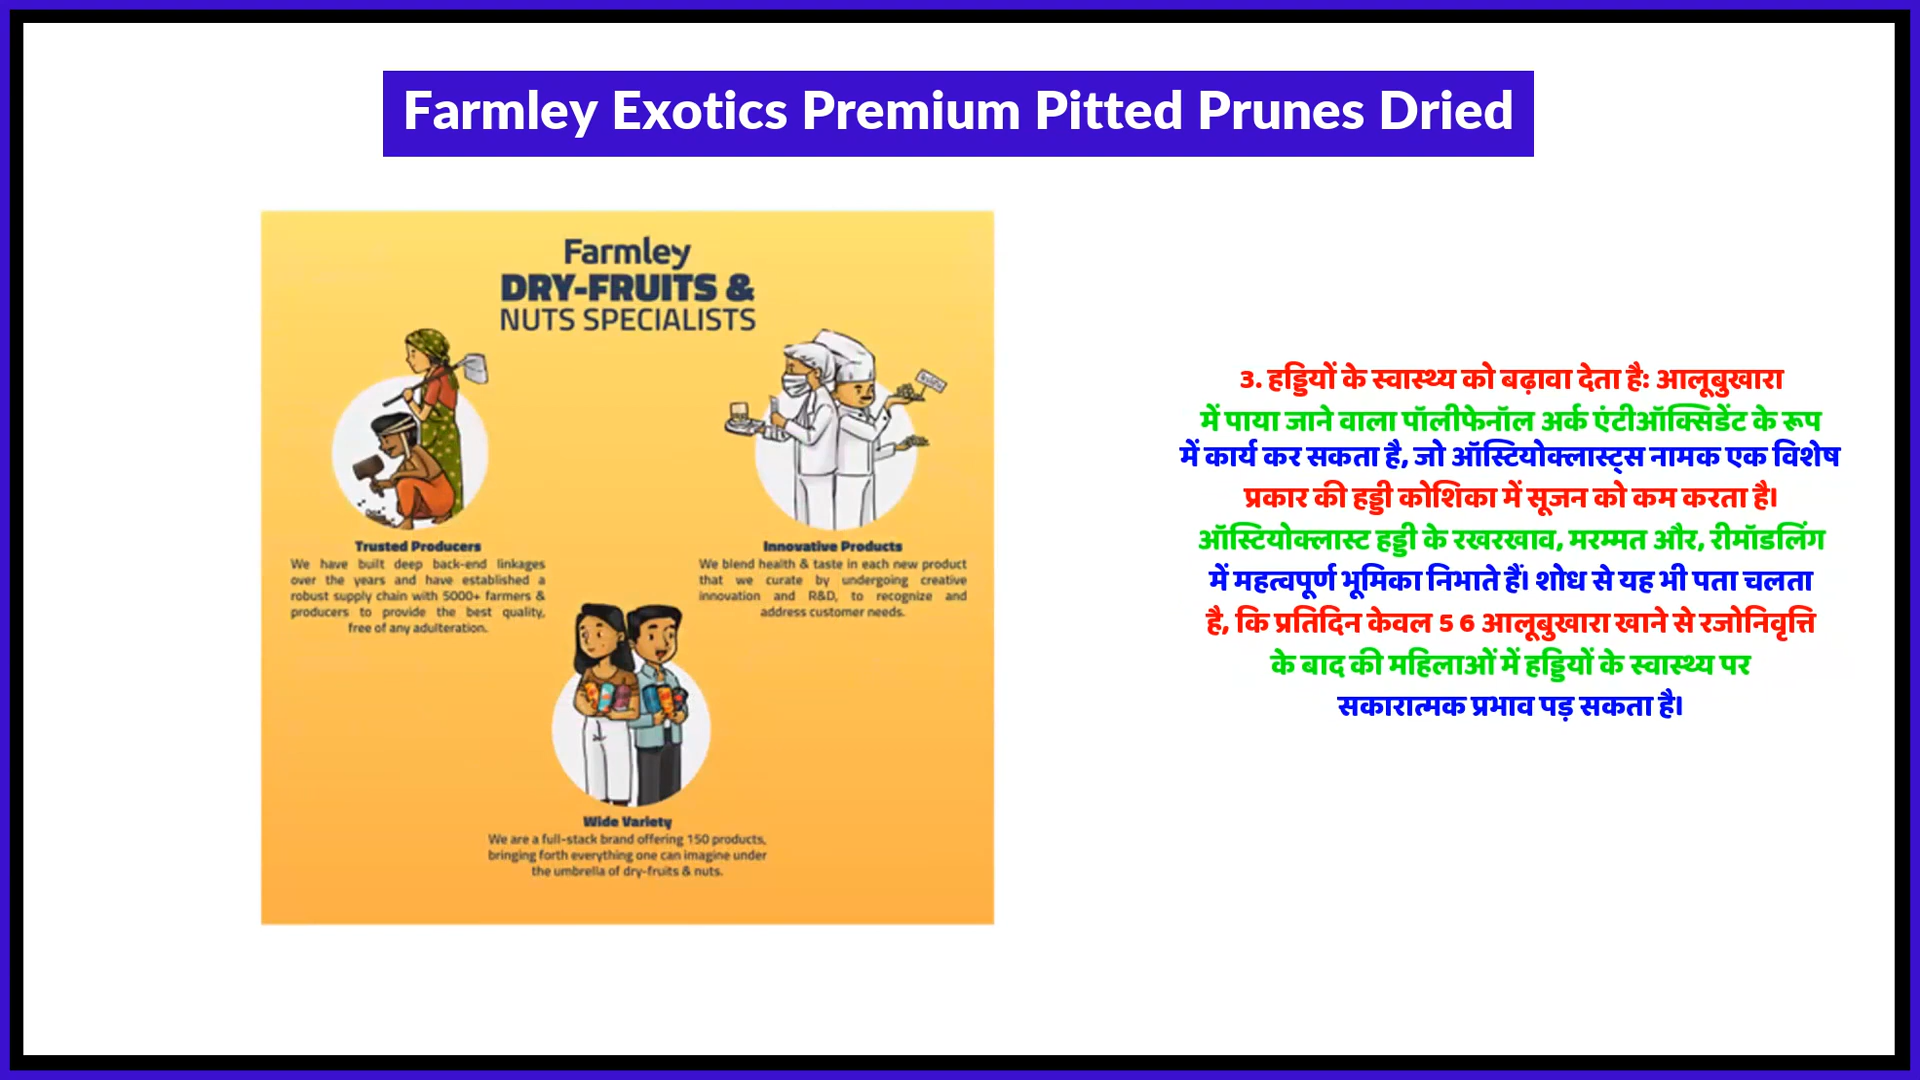 Farmley Exotics Premium Pitted Prunes Dried
Farmley
DRY-FRUITS &
NUTS SPECIALISTS
Trusted Producers
We have built deep back-end linkages
over the years and have established a
robust supply chain with 5000+ farmers &
producers to provide the best quality,
free of any adulteration.
Innovative Products
We blend health & taste in each new product
that we curate by undergoing creative
innovation and R&D, to recognize and
address customer needs.
Wide Variety
We are a full-stack brand offering 150 products,
bringing forth everything one can imagine under
the umbrella of dry-fruits & nuts.
3. हड्डियों के स्वास्थ्य को बढ़ावा देता है: आलूबुखारा
में पाया जाने वाला पॉलीफेनॉल अर्क एंटीऑक्सिडेंट के रूप
में कार्य कर सकता है, जो ऑस्टियोक्लास्ट्स नामक एक विशेष
प्रकार की हड्डी कोशिका में सूजन को कम करता है।
ऑस्टियोक्लास्ट हड्डी के रखरखाव, मरम्मत और, रीमॉडलिंग
में महत्वपूर्ण भूमिका निभाते हैं। शोध से यह भी पता चलता
है, कि प्रतिदिन केवल 5 6 आलूबुखारा खाने से रजोनिवृत्ति
के बाद की महिलाओं में हड्डियों के स्वास्थ्य पर
सकारात्मक प्रभाव पड़ सकता है।